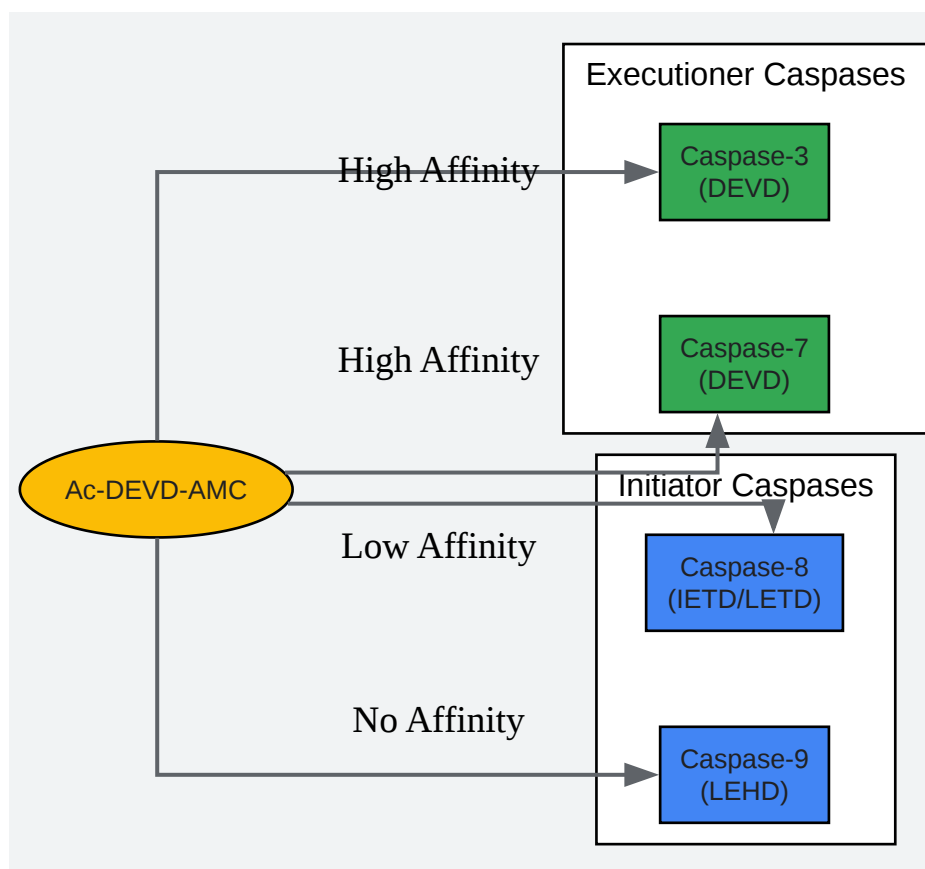 Executioner Caspases
Caspase-3
(DEVD)
High Affinity
Caspase-7
(DEVD)
High Affinity
Ac-DEVD-AMC
Initiator Caspases
Low Affinity
Caspase-8
(IETD/LETD)
No Affinity
Caspase-9
(LEHD)